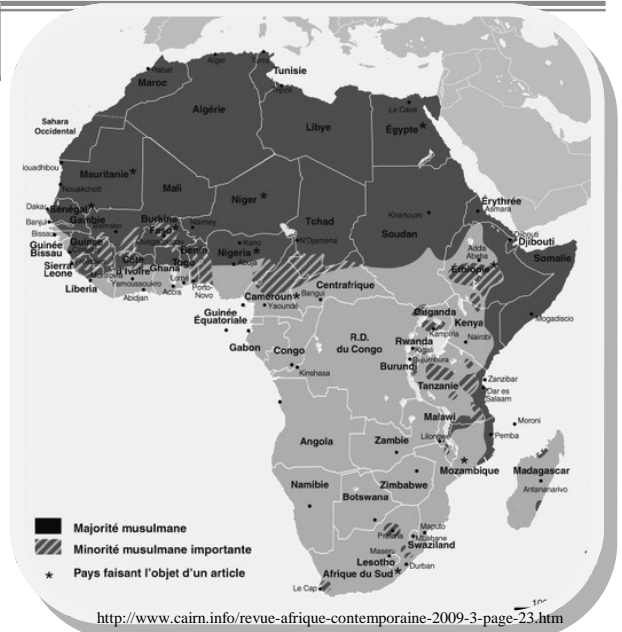 Rabat
Alger
Tunis
Tunisie
Maroc
Algérie
Libye
Le Caire
Égypte *
Sahara
Occidental
Nouakchott
Mauritanie *
Mali
Niger *
Tchad
Khartoum
Soudan
Érythrée
Asmara
Djibouti
Djibouti
Somalie
Dakar
Sénégal *
Gambie
Banjul
Bamako
Bissau
Guinée
Bissau
Guinée
Burkina
Faso *
Ouagadougou
Niamey
Kano
N'Djamena
Bénin
Nigeria *
Abuja
Addis
Abeba
Éthiopie *
Sierra
Leone
Liberia
Côte
d'Ivoire
Yamoussoukro
Abidjan
Ghana
Accra
Togo
Lomé
Porto-
Novo
Centrafrique
Cameroun *
Bangui
Yaoundé
Guinée
Équatoriale
Gabon
Congo
R.D.
du Congo
Kinshasa
Ouganda
Kampala
Kenya
Nairobi
Mogadiscio
Rwanda
Kigali
Bujumbura
Burundi
Tanzanie
Zanzibar
Dar es
Salaam
Malawi
Lilongwe
Moroni
Pemba
Angola
Zambie
Mozambique
*
Madagascar
*
Antananarivo
Namibie
Zimbabwe
Botswana
Pretoria
Maputo
Mbabane
Swaziland
Maseru
Lesotho
Durban
Afrique du Sud *
Le Cap
Majorité musulmane
Minorité musulmane importante
* Pays faisant l'objet d'un article
http://www.cairn.info/revue-afrique-contemporaine-2009-3-page-23.htm